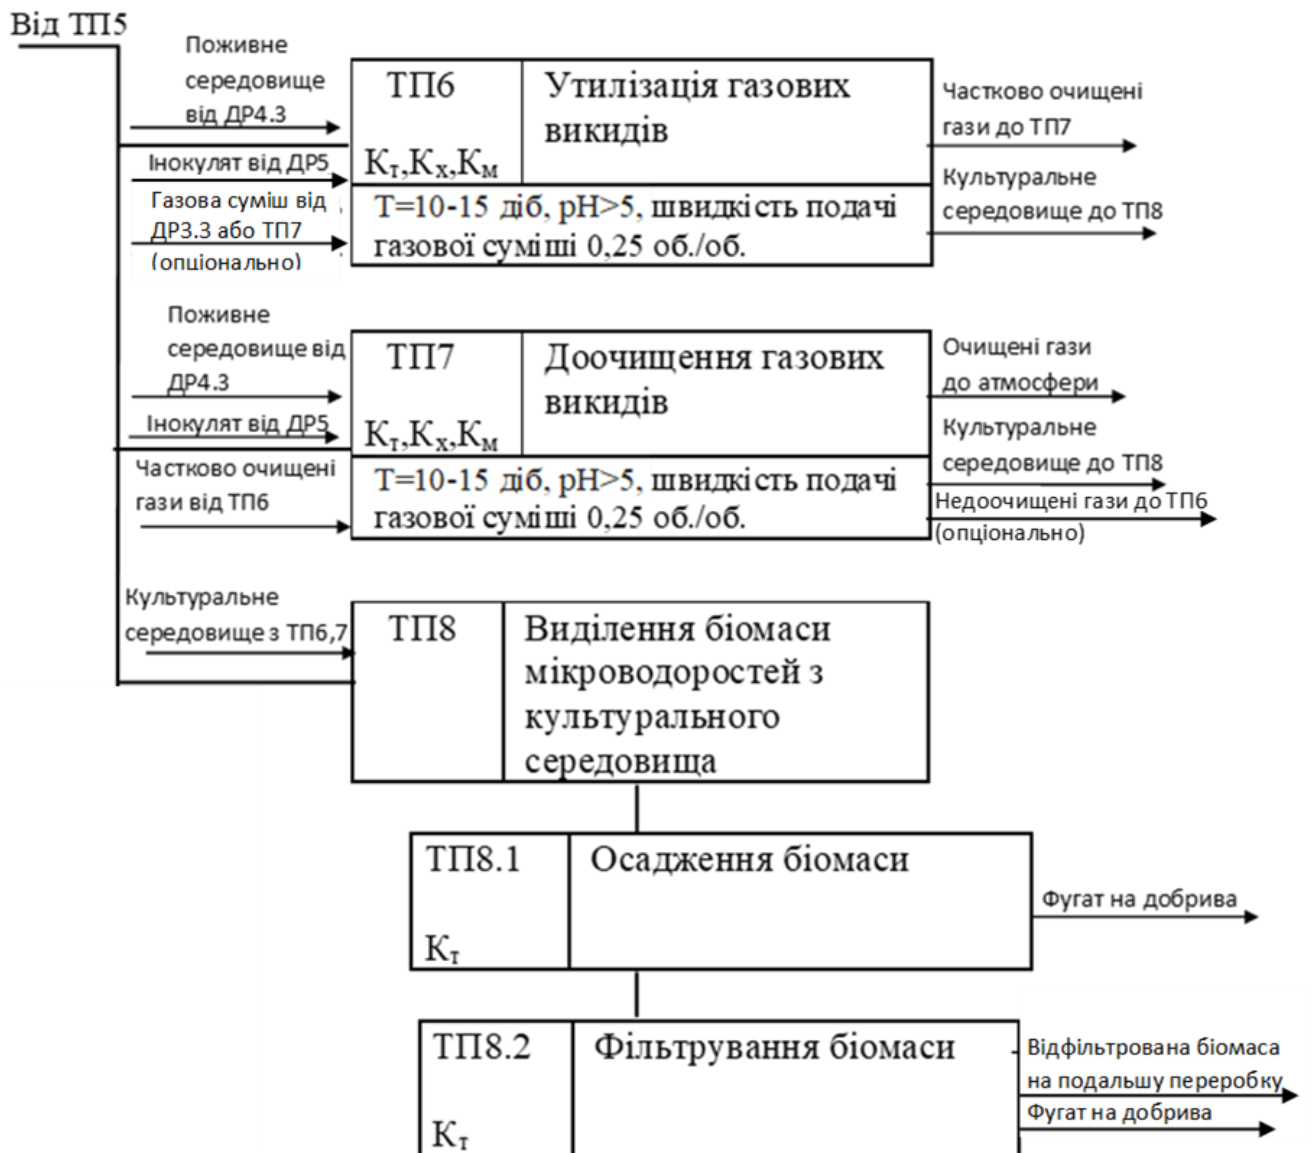 Від ТП5
Поживне
середовище
від ДР4.3
Інокулят від ДР5
Газова суміш від
ДР3.3 або ТП7
(опціонально)
ТП6
Кт,Кх,Км
Утилізація газових
викидів
Т=10-15 діб, рН>5, швидкість подачі
газової суміші 0,25 об./об.
Частково очищені
гази до ТП7
Культуральне
середовище до ТП8
Поживне
середовище від
ДР4.3
Інокулят від ДР5
Частково очищені
гази від ТП6
ТП7
Кт,Кх,Км
Доочищення газових
викидів
Т=10-15 діб, рН>5, швидкість подачі
газової суміші 0,25 об./об.
Очищені гази
до атмосфери
Культуральне
середовище до ТП8
Недоочищені гази до ТП6
(опціонально)
Культуральне
середовище з ТП6,7
ТП8
Виділення біомаси
мікроводоростей з
культурального
середовища
ТП8.1
Кт
Осадження біомаси
Фугат на добрива
ТП8.2
Кт
Фільтрування біомаси
Відфільтрована біомаса
на подальшу переробку
Фугат на добрива